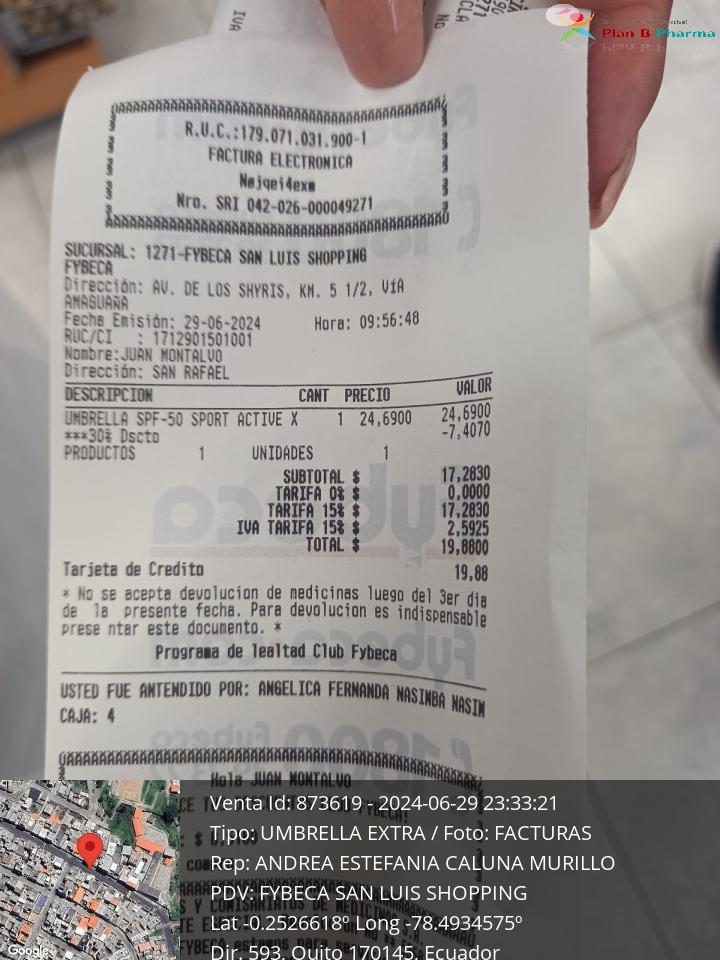 IVA
Plan B Pharma
R.U.C.:179.071.031.900-1
FACTURA ELECTRONICA
Nejqei4exm
Nro. SRI 042-026-000049271
SUCURSAL: 1271-FYBECA SAN LUIS SHOPPING
FYBECA
Dirección: AV. DE LOS SHYRIS, KM. 5 1/2, VÍA
AMAGUAÑA
Fecha Emisión: 29-06-2024 Hora: 09:56:48
RUC/CI : 1712901501001
Nombre:JUAN MONTALVO
Dirección: SAN RAFAEL
DESCRIPCION CANT PRECIO VALOR
UMBRELLA SPF-50 SPORT ACTIVE X 1 24,6900 24,6900
***30% Dscto -7,4070
PRODUCTOS 1 UNIDADES 1
SUBTOTAL $ 17,2830
TARIFA 0% $ 0,0000
TARIFA 15% $ 17,2830
IVA TARIFA 15% $ 2,5925
TOTAL $ 19,8800
Tarjeta de Credito 19,88
* No se acepta devolucion de medicinas luego del 3er dia
de la presente fecha. Para devolucion es indispensable
prese ntar este documento. *
Programa de lealtad Club Fybeca
USTED FUE ANTENDIDO POR: ANGELICA FERNANDA NASIMBA NASIM
CAJA: 4
Hola JUAN MONTALVO
Venta Id: 873619 - 2024-06-29 23:33:21
Tipo: UMBRELLA EXTRA / Foto: FACTURAS
Rep: ANDREA ESTEFANIA CALUNA MURILLO
PDV: FYBECA SAN LUIS SHOPPING
Lat -0.2526618º Long -78.4934575º
Dir. 593, Quito 170145, Ecuador
Google